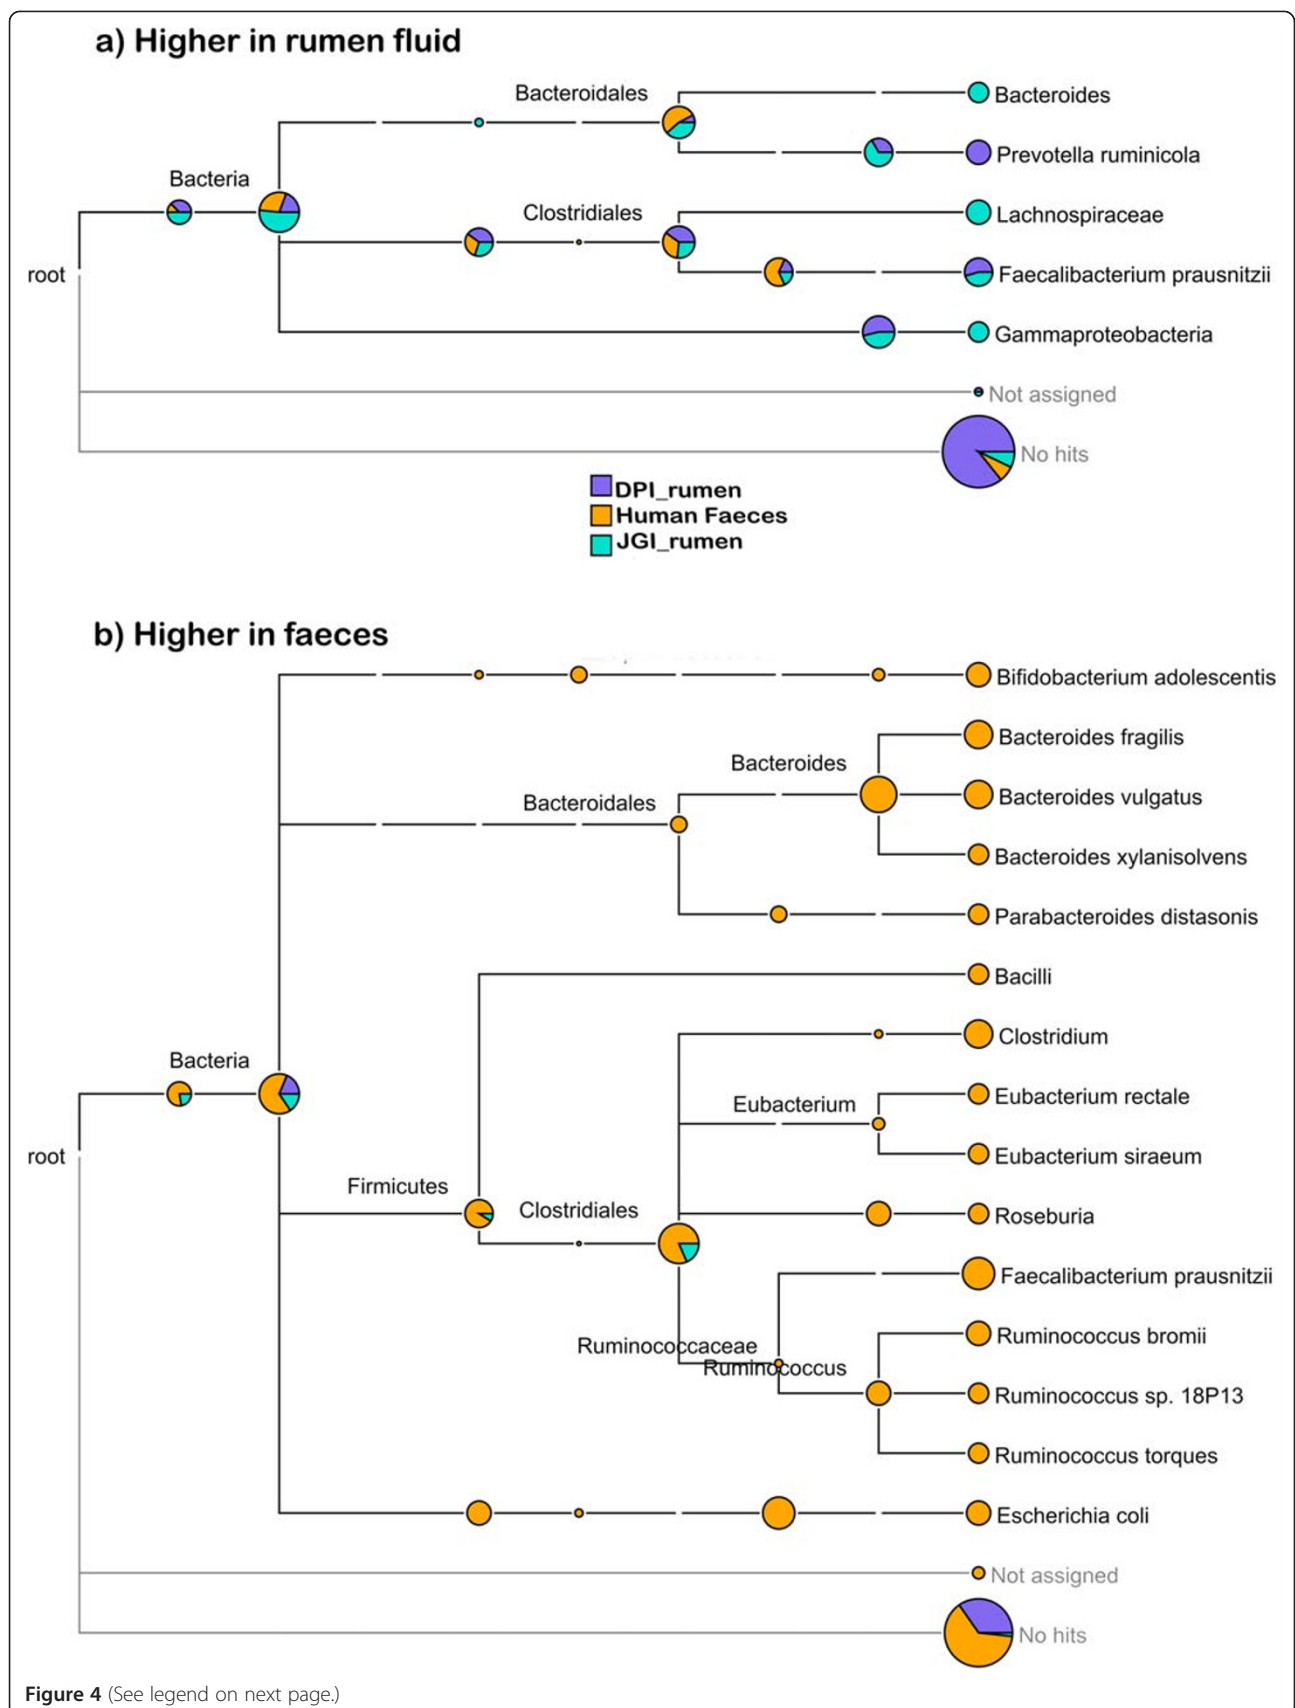 a) Higher in rumen fluid
Bacteroidales
Bacteroides
Prevotella ruminicola
Bacteria
Clostridiales
Lachnospiraceae
root
Faecalibacterium prausnitzii
Gammaproteobacteria
Not assigned
No hits
DPI_rumen
Human Faeces
JGI_rumen
b) Higher in faeces
Bifidobacterium adolescentis
Bacteroides fragilis
Bacteroides
Bacteroides vulgatus
Bacteroidales
Bacteroides xylanisolvens
Parabacteroides distasonis
Bacilli
Clostridium
Bacteria
Eubacterium rectale
Eubacterium
root
Eubacterium siraeum
Firmicutes
Clostridiales
Roseburia
Faecalibacterium prausnitzii
Ruminococcus bromii
Ruminococcaceae
Ruminococcus
Ruminococcus sp. 18P13
Ruminococcus torques
Escherichia coli
Not assigned
No hits
Figure 4 (See legend on next page.)